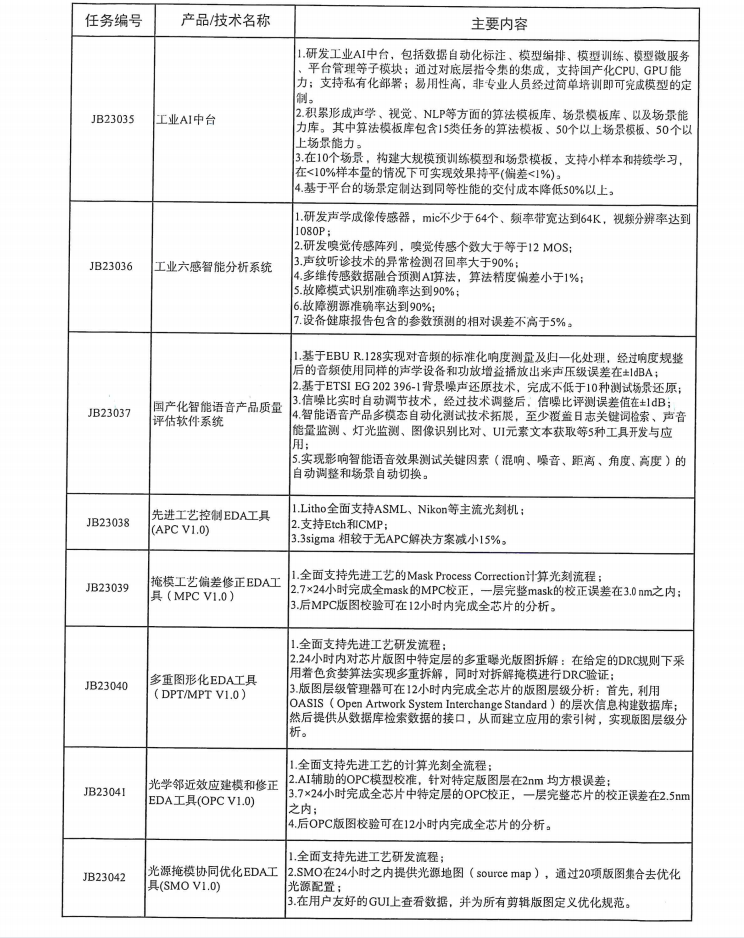 任务编号
产品/技术名称
主要内容
JB23035
工业AI中台
1.研发工业AI中台，包括数据自动化标注、模型编排、模型训练、模型微服务
、平台管理等子模块；通过对底层指令集的集成，支持国产化CPU、GPU能
力；支持私有化部署；易用性高，非专业人员经过简单培训即可完成模型的定
制。
2.积累形成声学、视觉、NLP等方面的算法模板库、场景模板库、以及场景能
力库。其中算法模板库包含15类任务的算法模板、50个以上场景模板、50个以
上场景能力。
3.在10个场景，构建大规模预训练模型和场景模板，支持小样本和持续学习，
在<10%样本量的情况下可实现效果持平(偏差<1%)。
4.基于平台的场景定制达到同等性能的交付成本降低50%以上。
JB23036
工业六感智能分析系统
1.研发声学成像传感器，mic不少于64个、频率带宽达到64K，视频分辨率达到
1080P；
2.研发嗅觉传感阵列，嗅觉传感个数大于等于12 MOS；
3.声纹听诊技术的异常检测召回率大于90%；
4.多维传感数据融合预测AI算法，算法精度偏差小于1%；
5.故障模式识别准确率达到90%；
6.故障溯源准确率达到90%；
7.设备健康报告包含的参数预测的相对误差不高于5%。
JB23037
国产化智能语音产品质量
评估软件系统
1.基于EBU R.128实现对音频的标准化响度测量及归一化处理，经过响度规整
后的音频使用同样的声学设备和功放增益播放出来声压级误差在±1dBA；
2.基于ETSI EG 202 396-1背景噪声还原技术，完成不低于10种测试场景还原；
3.信噪比实时自动调节技术，经过技术调整后，信噪比评测误差值在±1dB；
4.智能语音产品多模态自动化测试技术拓展，至少覆盖日志关键词检索、声音
能量监测、灯光监测、图像识别比对、UI元素文本获取等5种工具开发与应
用；
5.实现影响智能语音效果测试关键因素（混响、噪音、距离、角度、高度）的
自动调整和场景自动切换。
JB23038
先进工艺控制EDA工具
(APC V1.0)
1.Litho全面支持ASML、Nikon等主流光刻机；
2.支持Etch和CMP；
3.3sigma 相较于无APC解决方案减小15%。
JB23039
掩模工艺偏差修正EDA工
具（MPC V1.0）
1.全面支持先进工艺的Mask Process Correction计算光刻流程；
2.7×24小时完成全mask的MPC校正，一层完整mask的校正误差在3.0 nm之内；
3.后MPC版图校验可在12小时内完成全芯片的分析。
JB23040
多重图形化EDA工具
（DPT/MPT V1.0）
1.全面支持先进工艺研发流程；
2.24小时内对芯片版图中特定层的多重曝光版图拆解：在给定的DRC规则下采
用着色贪婪算法实现多重拆解，同时对拆解掩模进行DRC验证；
3.版图层级管理器可在12小时内完成全芯片的版图层级分析：首先，利用
OASIS（Open Artwork System Interchange Standard）的层次信息构建数据库；
然后提供从数据库检索数据的接口，从而建立应用的索引树，实现版图层级分
析。
JB23041
光学邻近效应建模和修正
EDA工具(OPC V1.0)
1.全面支持先进工艺的计算光刻全流程；
2.AI辅助的OPC模型校准，针对特定版图层在2nm 均方根误差；
3.7×24小时完成全芯片中特定层的OPC校正，一层完整芯片的校正误差在2.5nm
之内；
4.后OPC版图校验可在12小时内完成全芯片的分析。
JB23042
光源掩模协同优化EDA工
具(SMO V1.0)
1.全面支持先进工艺研发流程；
2.SMO在24小时之内提供光源地图（source map），通过20项版图集合去优化
光源配置；
3.在用户友好的GUI上查看数据，并为所有剪辑版图定义优化规范。